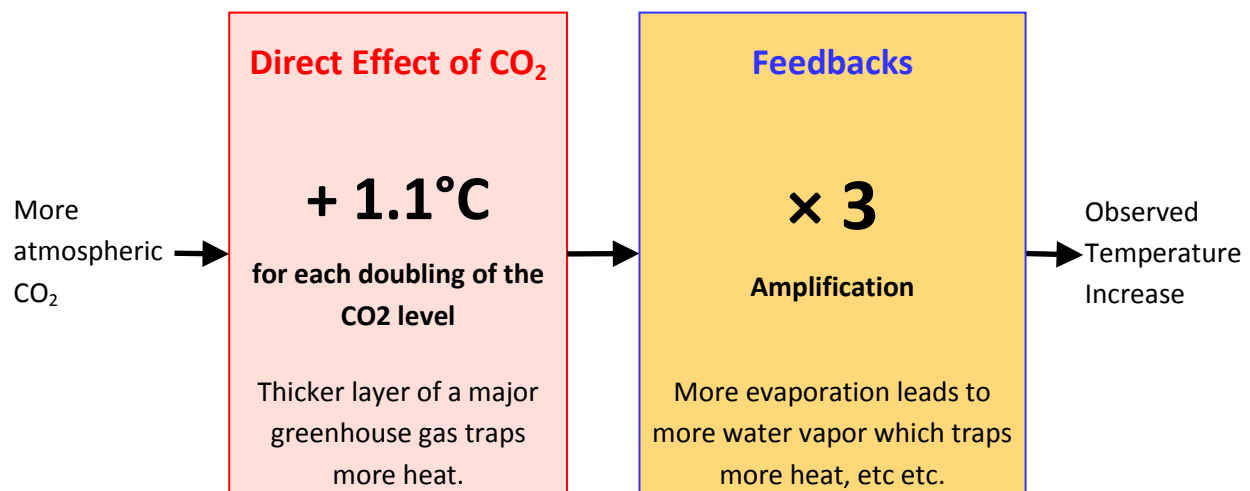 More
atmospheric
CO₂
Direct Effect of CO₂
+ 1.1°C
for each doubling of the
CO2 level
Thicker layer of a major
greenhouse gas traps
more heat.
Feedbacks
× 3
Amplification
More evaporation leads to
more water vapor which traps
more heat, etc etc.
Observed
Temperature
Increase